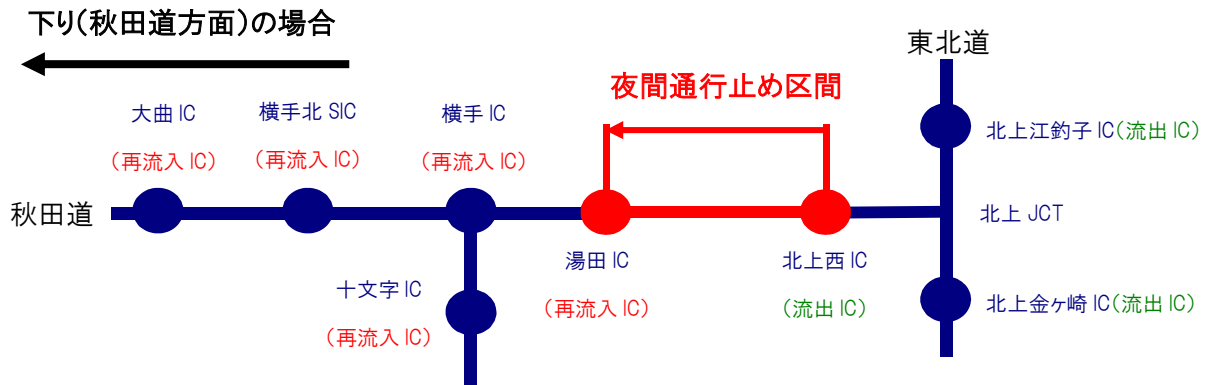 下り(秋田道方面)の場合
東北道
夜間通行止め区間
大曲 IC
(再流入 IC)
横手北 SIC
(再流入 IC)
横手 IC
(再流入 IC)
北上江釣子 IC(流出 IC)
秋田道
北上 JCT
湯田 IC
(再流入 IC)
北上西 IC
(流出 IC)
十文字 IC
(再流入 IC)
北上金ヶ崎 IC(流出 IC)